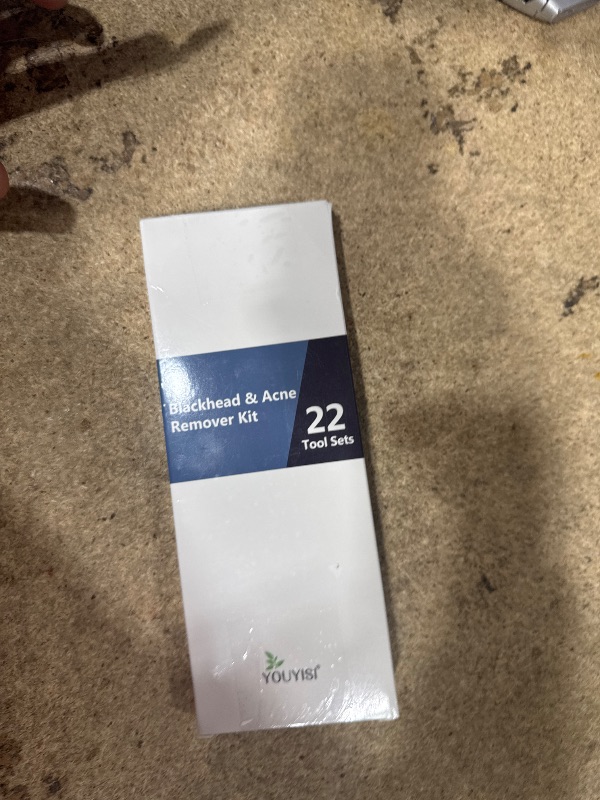 Blackhead & Acne
Remover Kit
22
Tool Sets
YOUYISI®